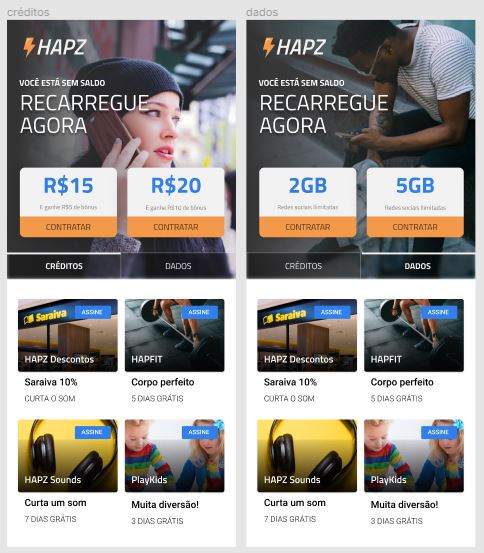 créditos
HAPZ
VOCÊ ESTÁ SEM SALDO
RECARREGUE
AGORA
R$15
E ganhe R$5 de bônus
CONTRATAR
R$20
E ganhe R$10 de bônus
CONTRATAR
CRÉDITOS
DADOS
Saraiva
ASSINE
HAPZ Descontos
Saraiva 10%
CURTA O SOM
ASSINE
HAPFIT
Corpo perfeito
5 DIAS GRÁTIS
ASSINE
HAPZ Sounds
Curta um som
7 DIAS GRÁTIS
ASSINE
PlayKids
Muita diversão!
3 DIAS GRÁTIS
dados
HAPZ
VOCÊ ESTÁ SEM SALDO
RECARREGUE
AGORA
2GB
Redes sociais Ilimitadas
CONTRATAR
5GB
Redes sociais Ilimitadas
CONTRATAR
CRÉDITOS
DADOS
Saraiva
ASSINE
HAPZ Descontos
Saraiva 10%
CURTA O SOM
ASSINE
HAPFIT
Corpo perfeito
5 DIAS GRÁTIS
ASSINE
HAPZ Sounds
Curta um som
7 DIAS GRÁTIS
ASSINE
PlayKids
Muita diversão!
3 DIAS GRÁTIS